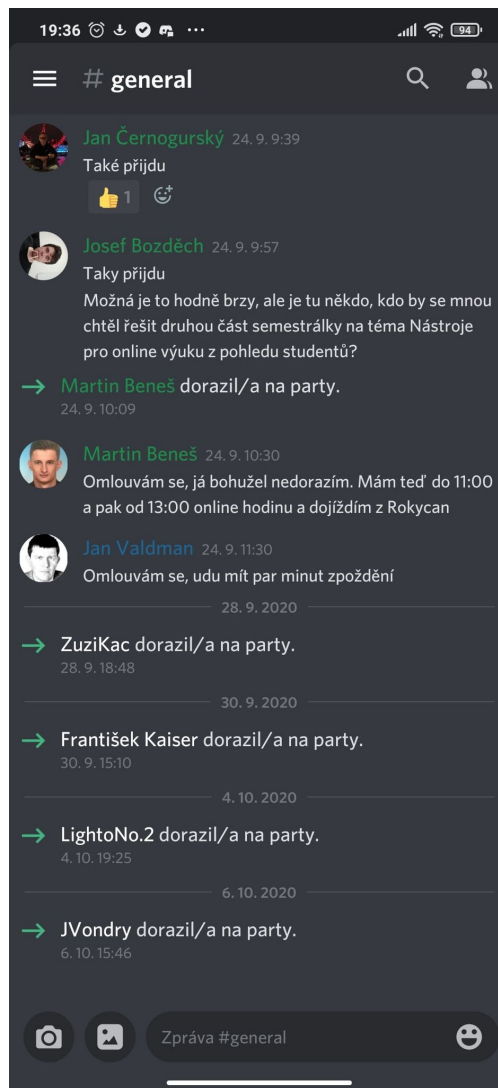 19:36
94
# general
Jan Černogurský 24. 9. 9:39
Také přijdu
1
Josef Bozděch 24. 9. 9:57
Taky přijdu
Možná je to hodně brzy, ale je tu někdo, kdo by se mnou
chtěl řešit druhou část semestrálky na téma Nástroje
pro online výuku z pohledu studentů?
Martin Beneš dorazil/a na party.
24. 9. 10:09
Martin Beneš 24. 9. 10:30
Omlouvám se, já bohužel nedorazím. Mám teď do 11:00
a pak od 13:00 online hodinu a dojíždím z Rokycan
Jan Valdman 24. 9. 11:30
Omlouvám se, udu mít par minut zpoždění
28. 9. 2020
ZuziKac dorazil/a na party.
28. 9. 18:48
30. 9. 2020
František Kaiser dorazil/a na party.
30. 9. 15:10
4. 10. 2020
LightoNo.2 dorazil/a na party.
4. 10. 19:25
6. 10. 2020
JVondry dorazil/a na party.
6. 10. 15:46
Zpráva #general